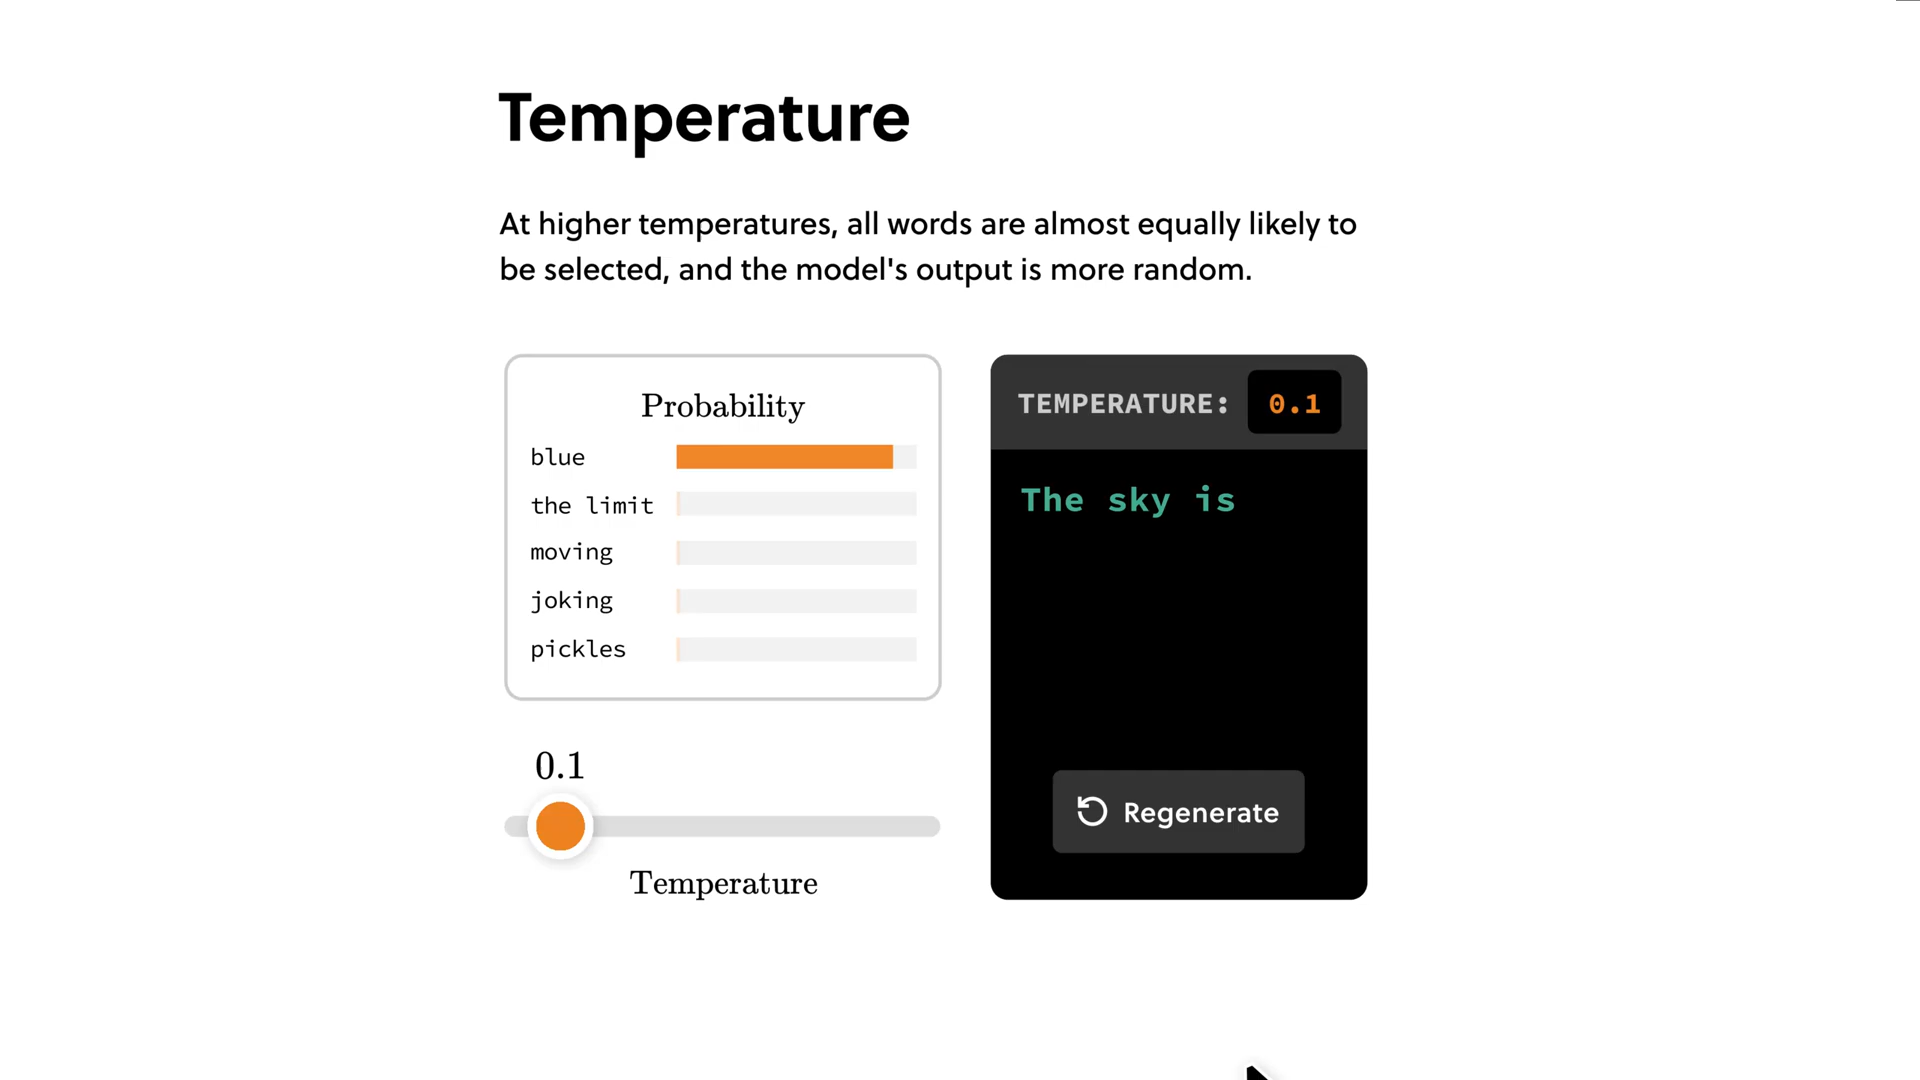 Temperature
At higher temperatures, all words are almost equally likely to
be selected, and the model's output is more random.
Probability
blue
the limit
moving
joking
pickles
0.1
Temperature
TEMPERATURE: 0.1
The sky is
Regenerate